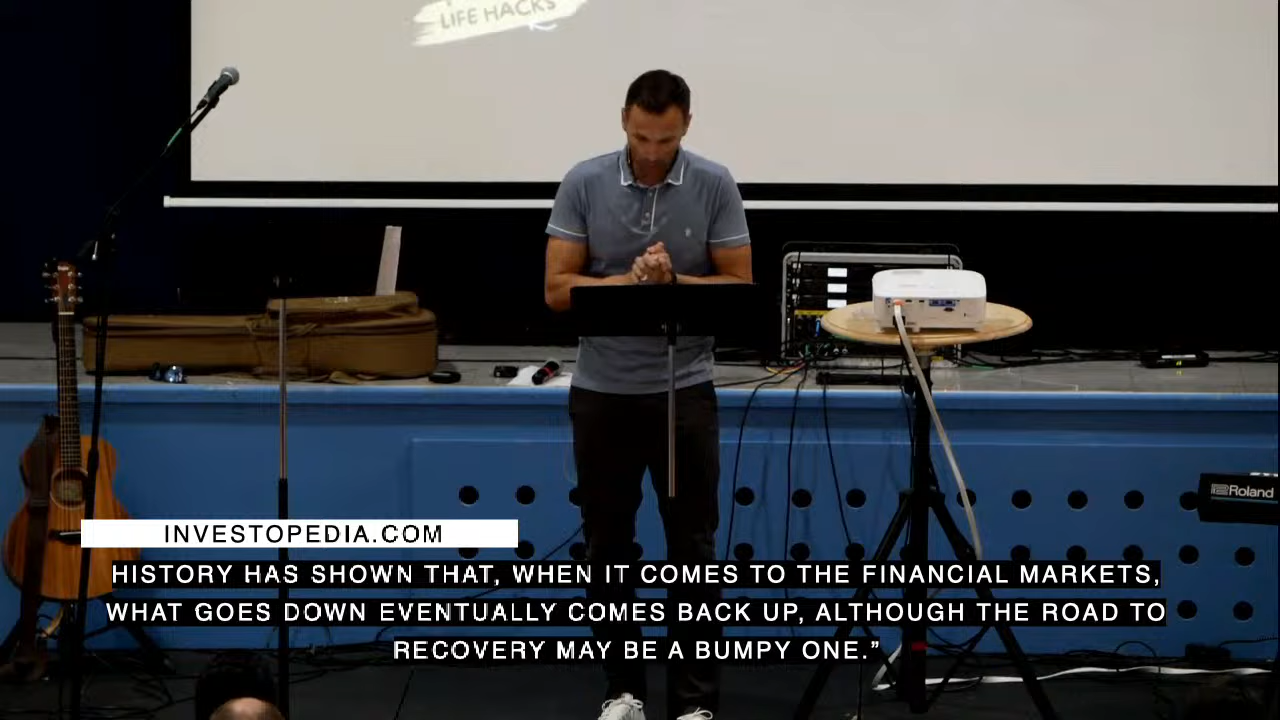 LIFE HACKS
Roland
INVESTOPEDIA.COM
HISTORY HAS SHOWN THAT, WHEN IT COMES TO THE FINANCIAL MARKETS,
WHAT GOES DOWN EVENTUALLY COMES BACK UP, ALTHOUGH THE ROAD TO
RECOVERY MAY BE A BUMPY ONE.”